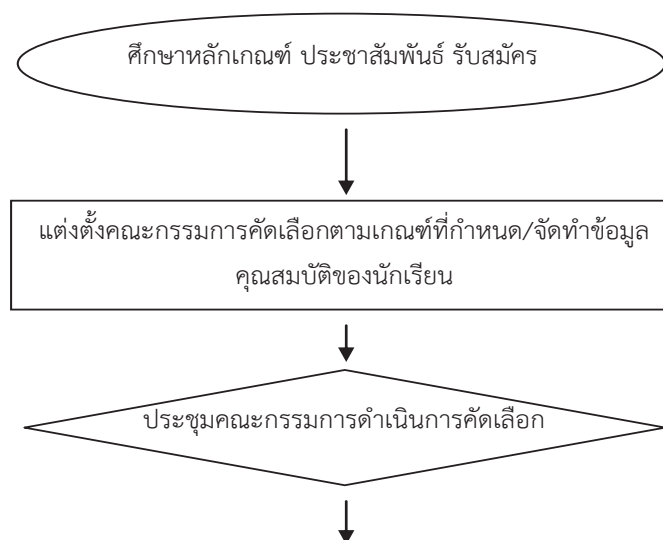 ศึกษาหลักเกณฑ์ ประชาสัมพันธ์ รับสมัคร
แต่งตั้งคณะกรรมการคัดเลือกตามเกณฑ์ที่กำหนด/จัดทำข้อมูล
คุณสมบัติของนักเรียน
ประชุมคณะกรรมการดำเนินการคัดเลือก